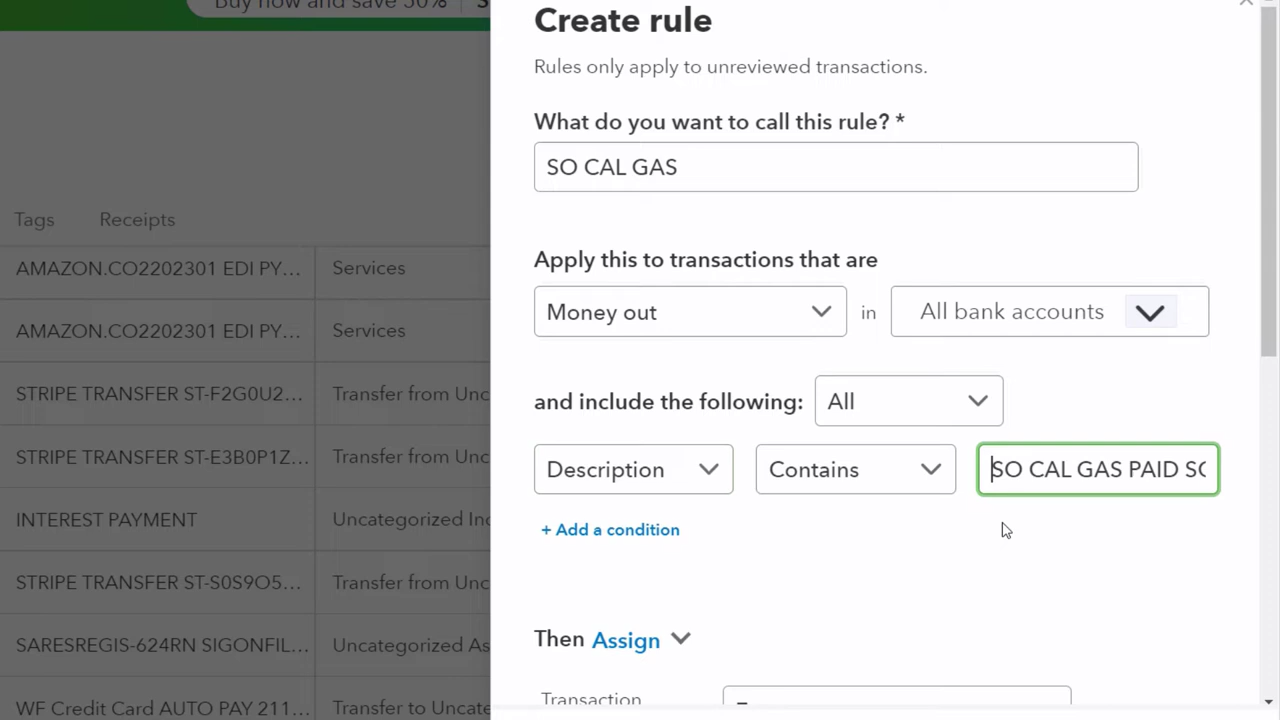 Buy now and save 50%
Create rule
Rules only apply to unreviewed transactions.
What do you want to call this rule? *
SO CAL GAS
Tags Receipts
Apply this to transactions that are
AMAZON.CO2202301 EDI PY... Services
Money out in All bank accounts
AMAZON.CO2202301 EDI PY... Services
STRIPE TRANSFER ST-F2G0U2... Transfer from Unc
and include the following: All
STRIPE TRANSFER ST-E3B0P1Z... Transfer from Unc
Description Contains SO CAL GAS PAID
INTEREST PAYMENT Uncategorized Inc
+ Add a condition
STRIPE TRANSFER ST-S0S9O5... Transfer from Unc
SARESREGIS-624RN SIGONFIL... Uncategorized As
Then Assign
WF Credit Card AUTO PAY 211... Transfer to Uncate
Transaction